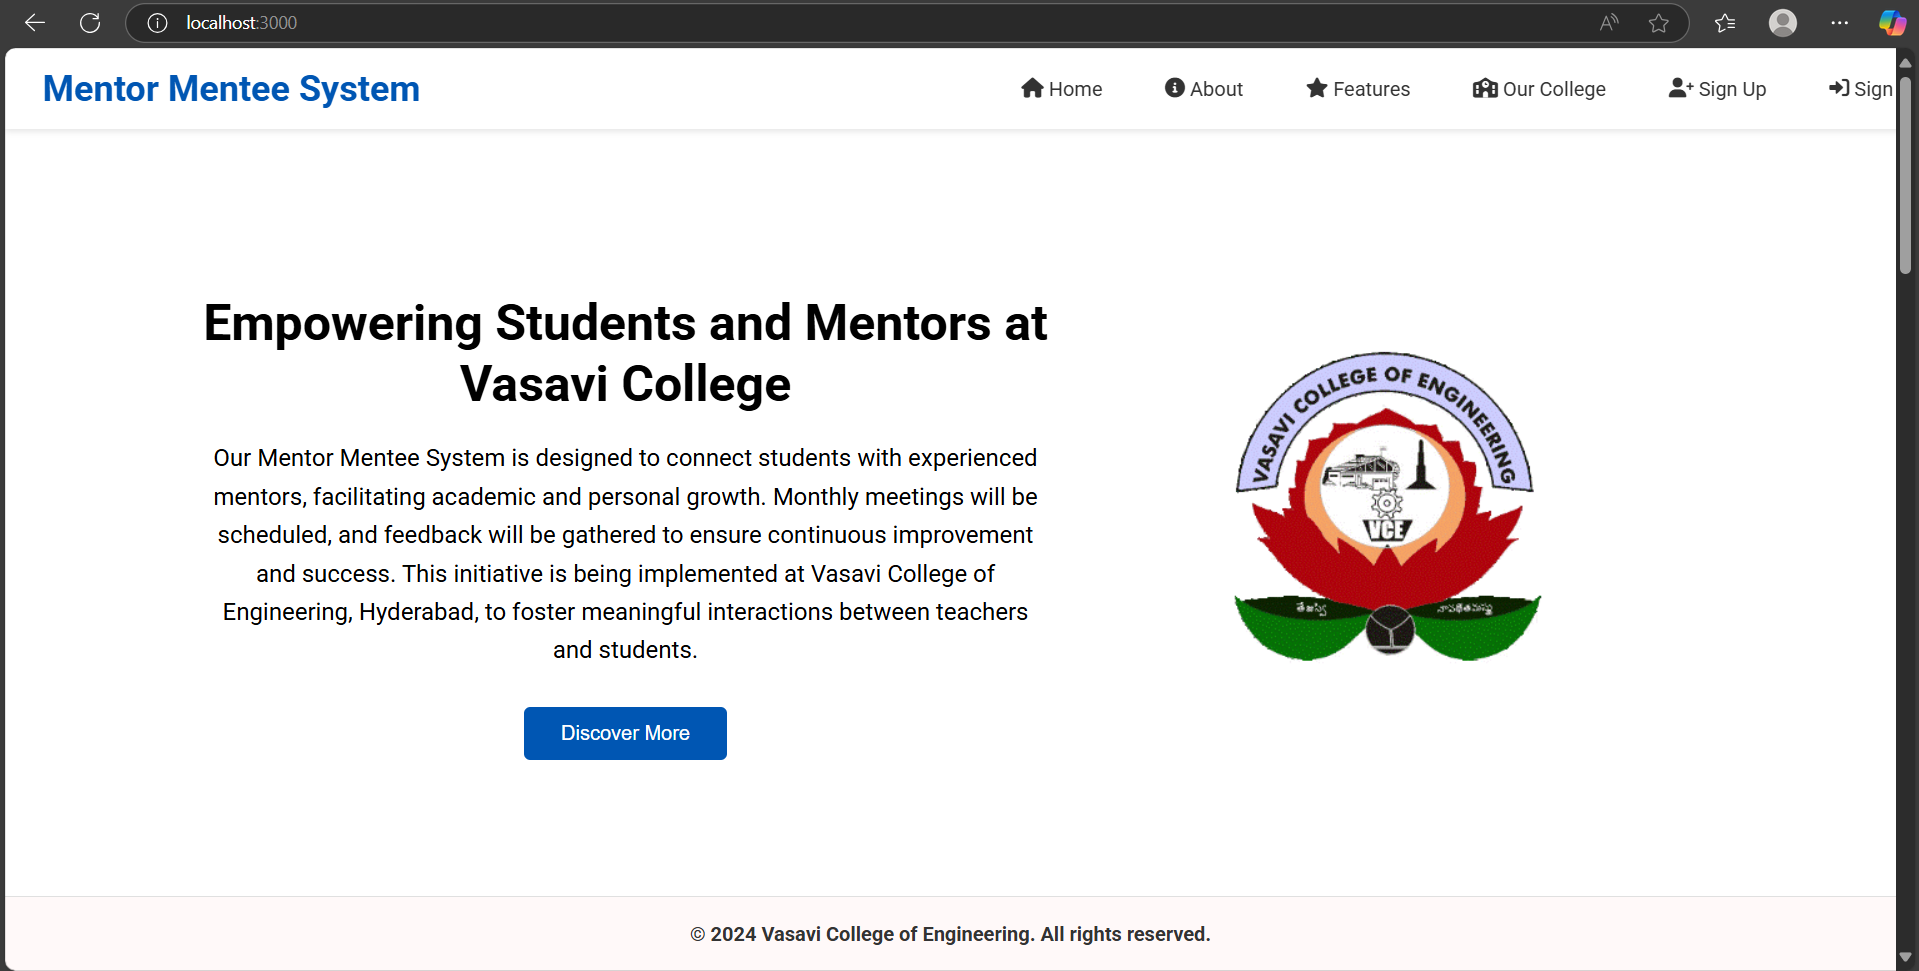 localhost:3000
Mentor Mentee System
Home
About
Features
Our College
Sign Up
Sign
Empowering Students and Mentors at
Vasavi College
Our Mentor Mentee System is designed to connect students with experienced
mentors, facilitating academic and personal growth. Monthly meetings will be
scheduled, and feedback will be gathered to ensure continuous improvement
and success. This initiative is being implemented at Vasavi College of
Engineering, Hyderabad, to foster meaningful interactions between teachers
and students.
Discover More
VASAVI COLLEGE OF ENGINEERING
VCE
© 2024 Vasavi College of Engineering. All rights reserved.